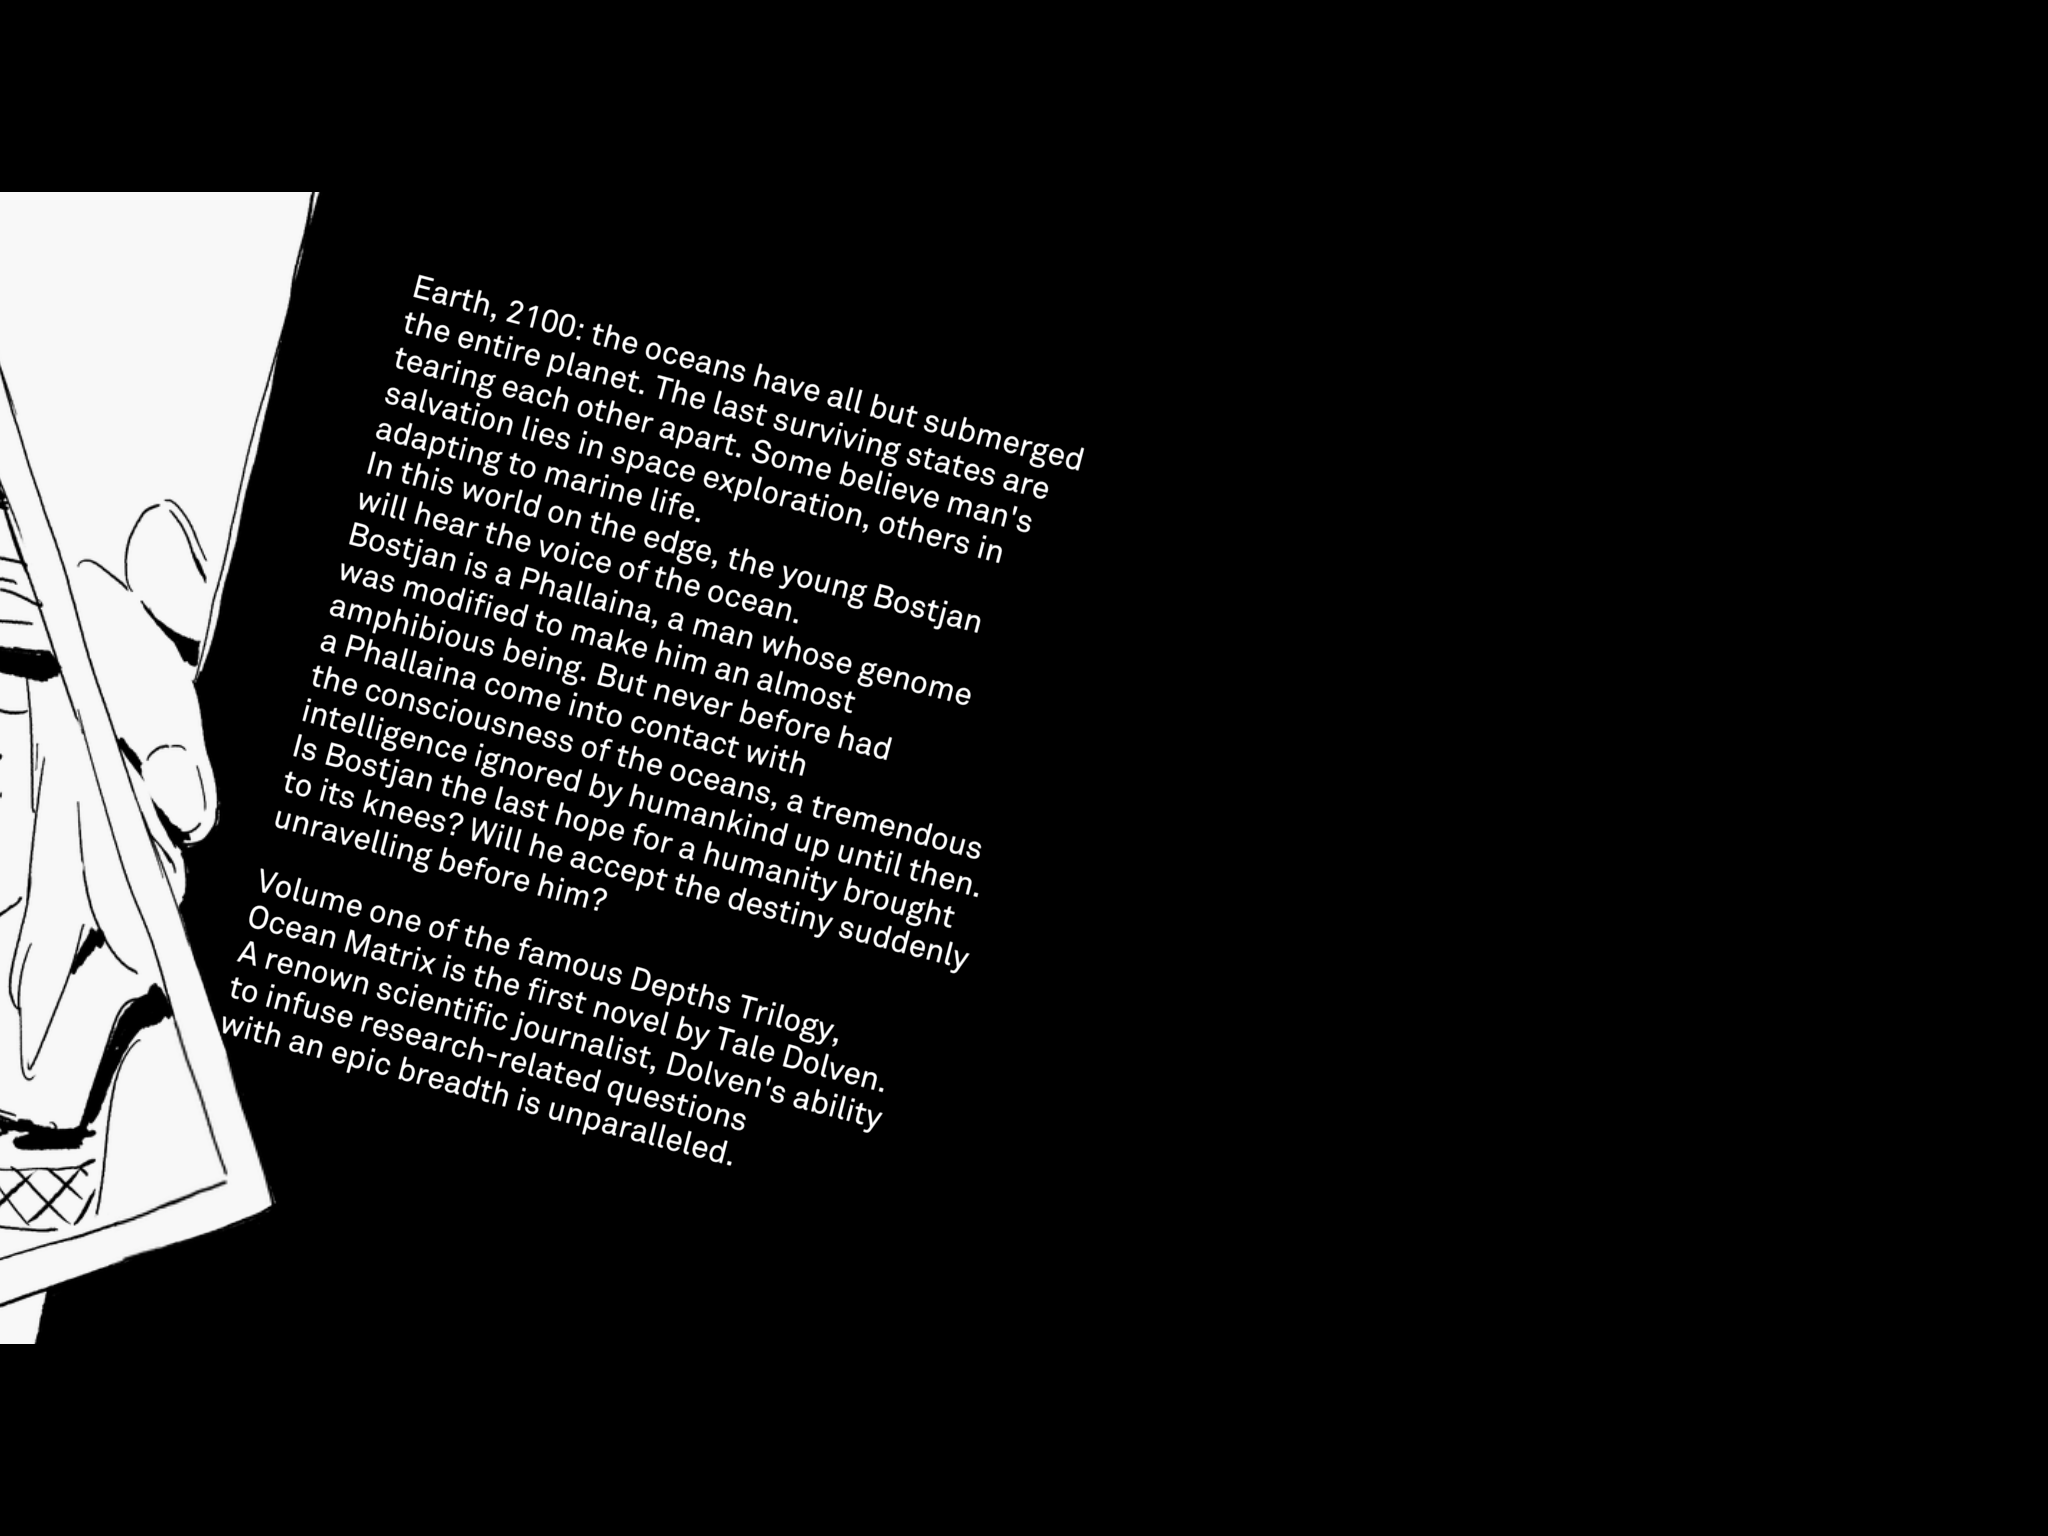 Earth, 2100: the oceans have all but submerged
the entire planet. The last surviving states are
tearing each other apart. Some believe man's
salvation lies in space exploration, others in
adapting to marine life.
In this world on the edge, the young Bostjan
will hear the voice of the ocean.
Bostjan is a Phallaina, a man whose genome
was modified to make him an almost
amphibious being. But never before had
a Phallaina come into contact with
the consciousness of the oceans, a tremendous
intelligence ignored by humankind up until then.
Is Bostjan the last hope for a humanity brought
to its knees? Will he accept the destiny suddenly
unravelling before him?
Volume one of the famous Depths Trilogy,
Ocean Matrix is the first novel by Tale Dolven.
A renown scientific journalist, Dolven's ability
to infuse research-related questions
with an epic breadth is unparalleled.